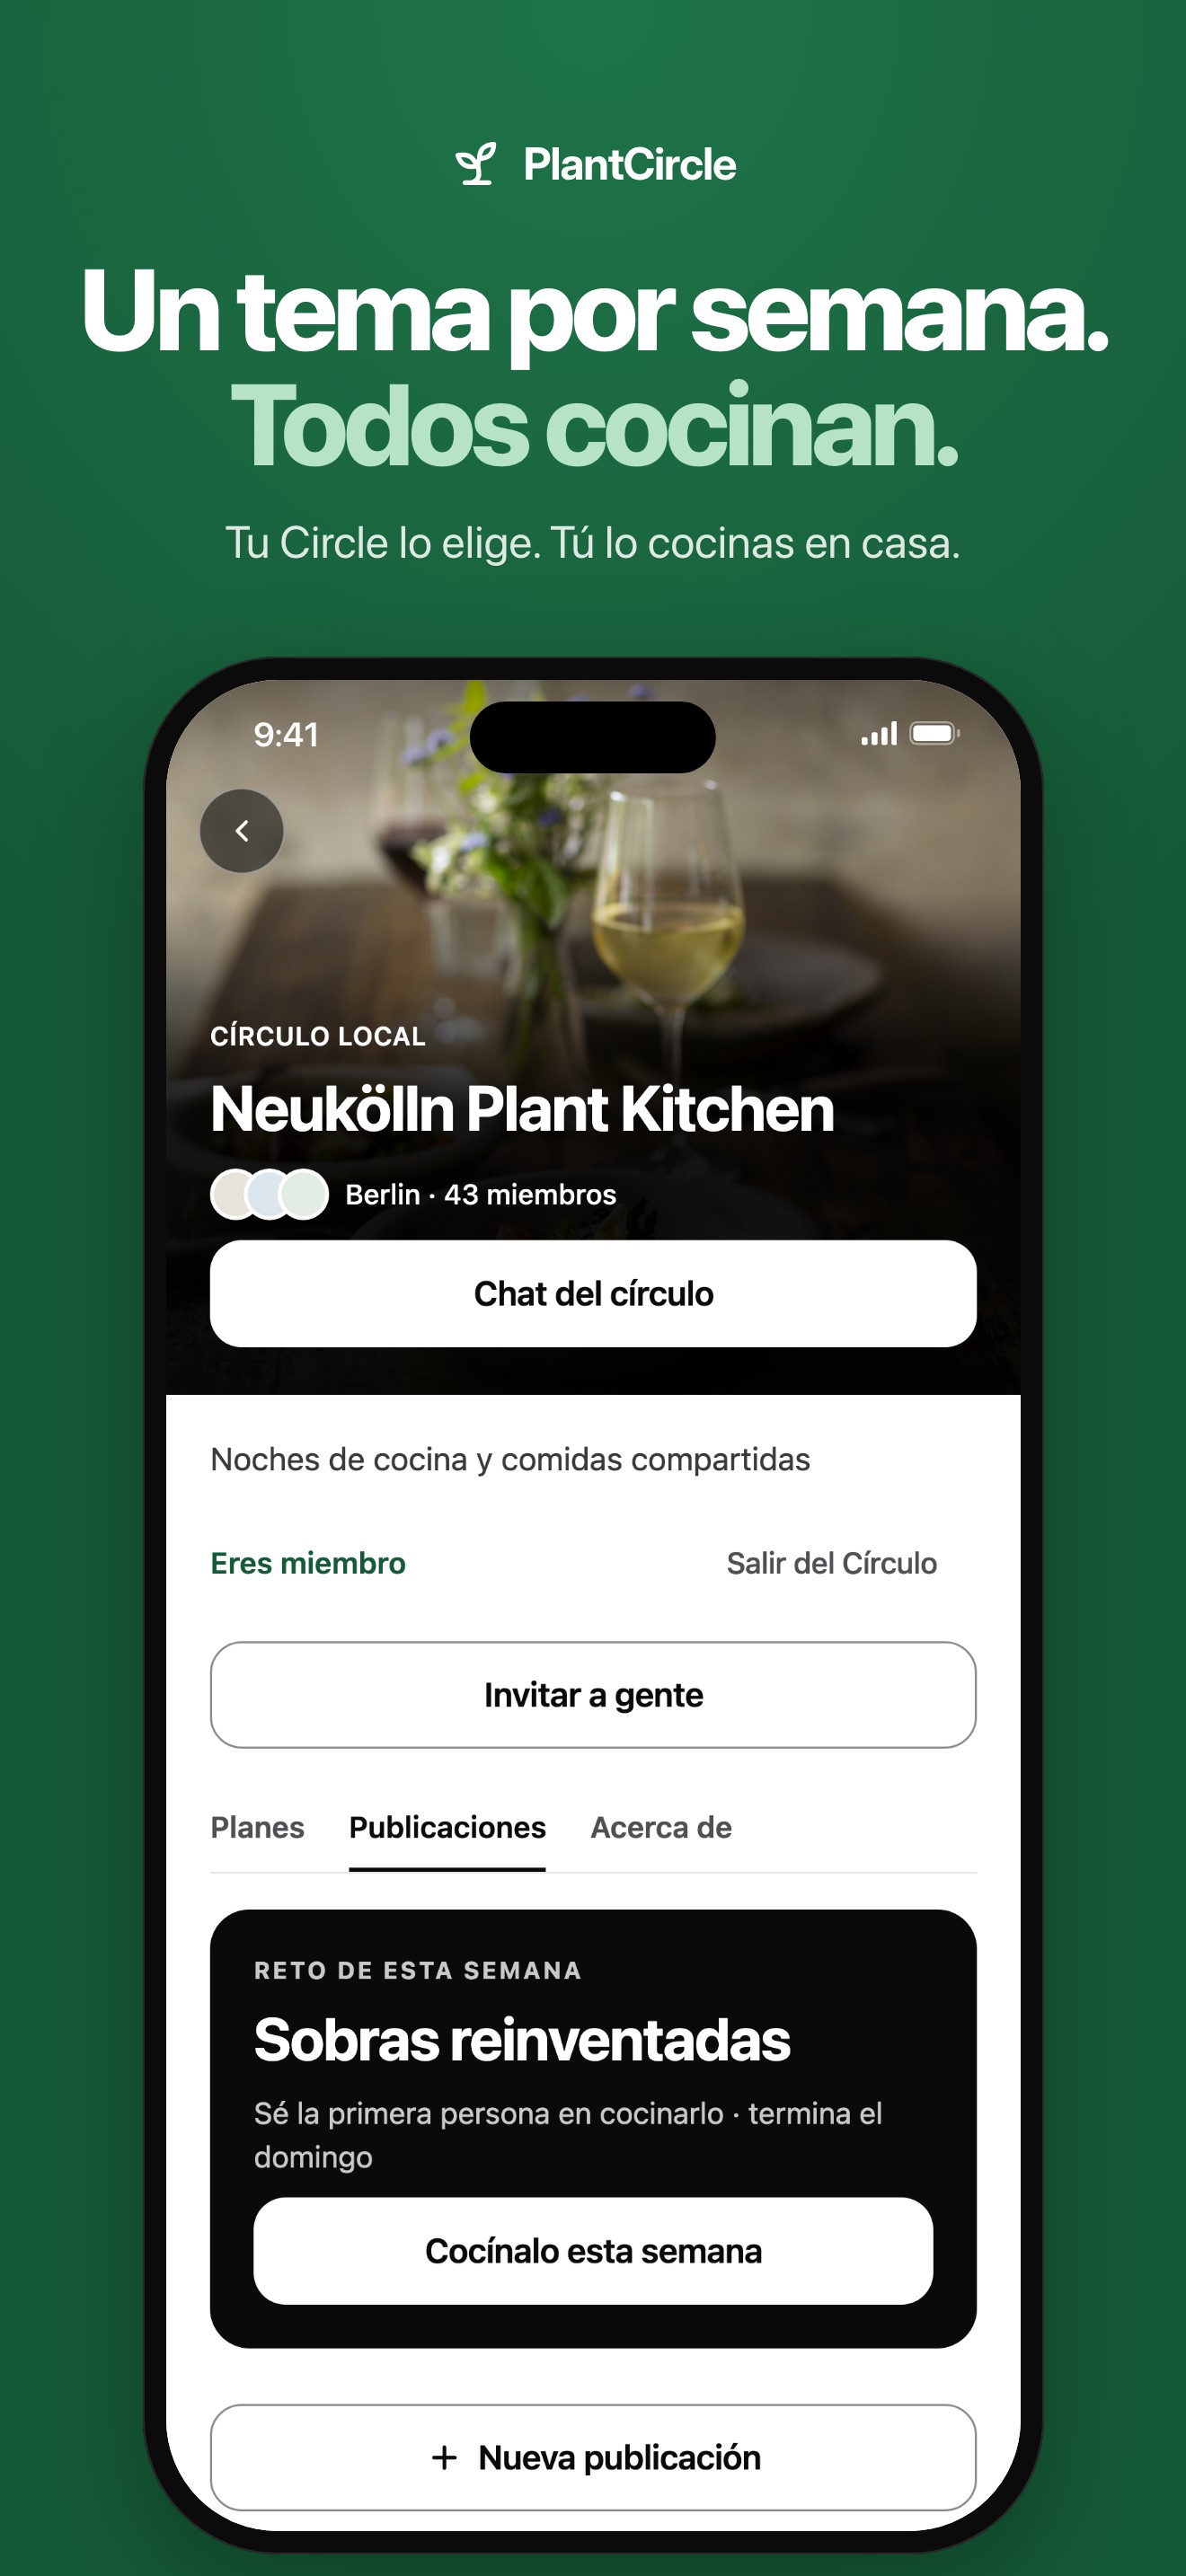 PlantCircle
Un tema por semana.
Todos cocinan.
Tu Circle lo elige. Tú lo cocinas en casa.
9:41
CÍRCULO LOCAL
Neukölln Plant Kitchen
Berlin · 43 miembros
Chat del círculo
Noches de cocina y comidas compartidas
Eres miembro
Salir del Círculo
Invitar a gente
Planes Publicaciones Acerca de
RETO DE ESTA SEMANA
Sobras reinventadas
Sé la primera persona en cocinarlo · termina el
domingo
Cocínalo esta semana
+ Nueva publicación